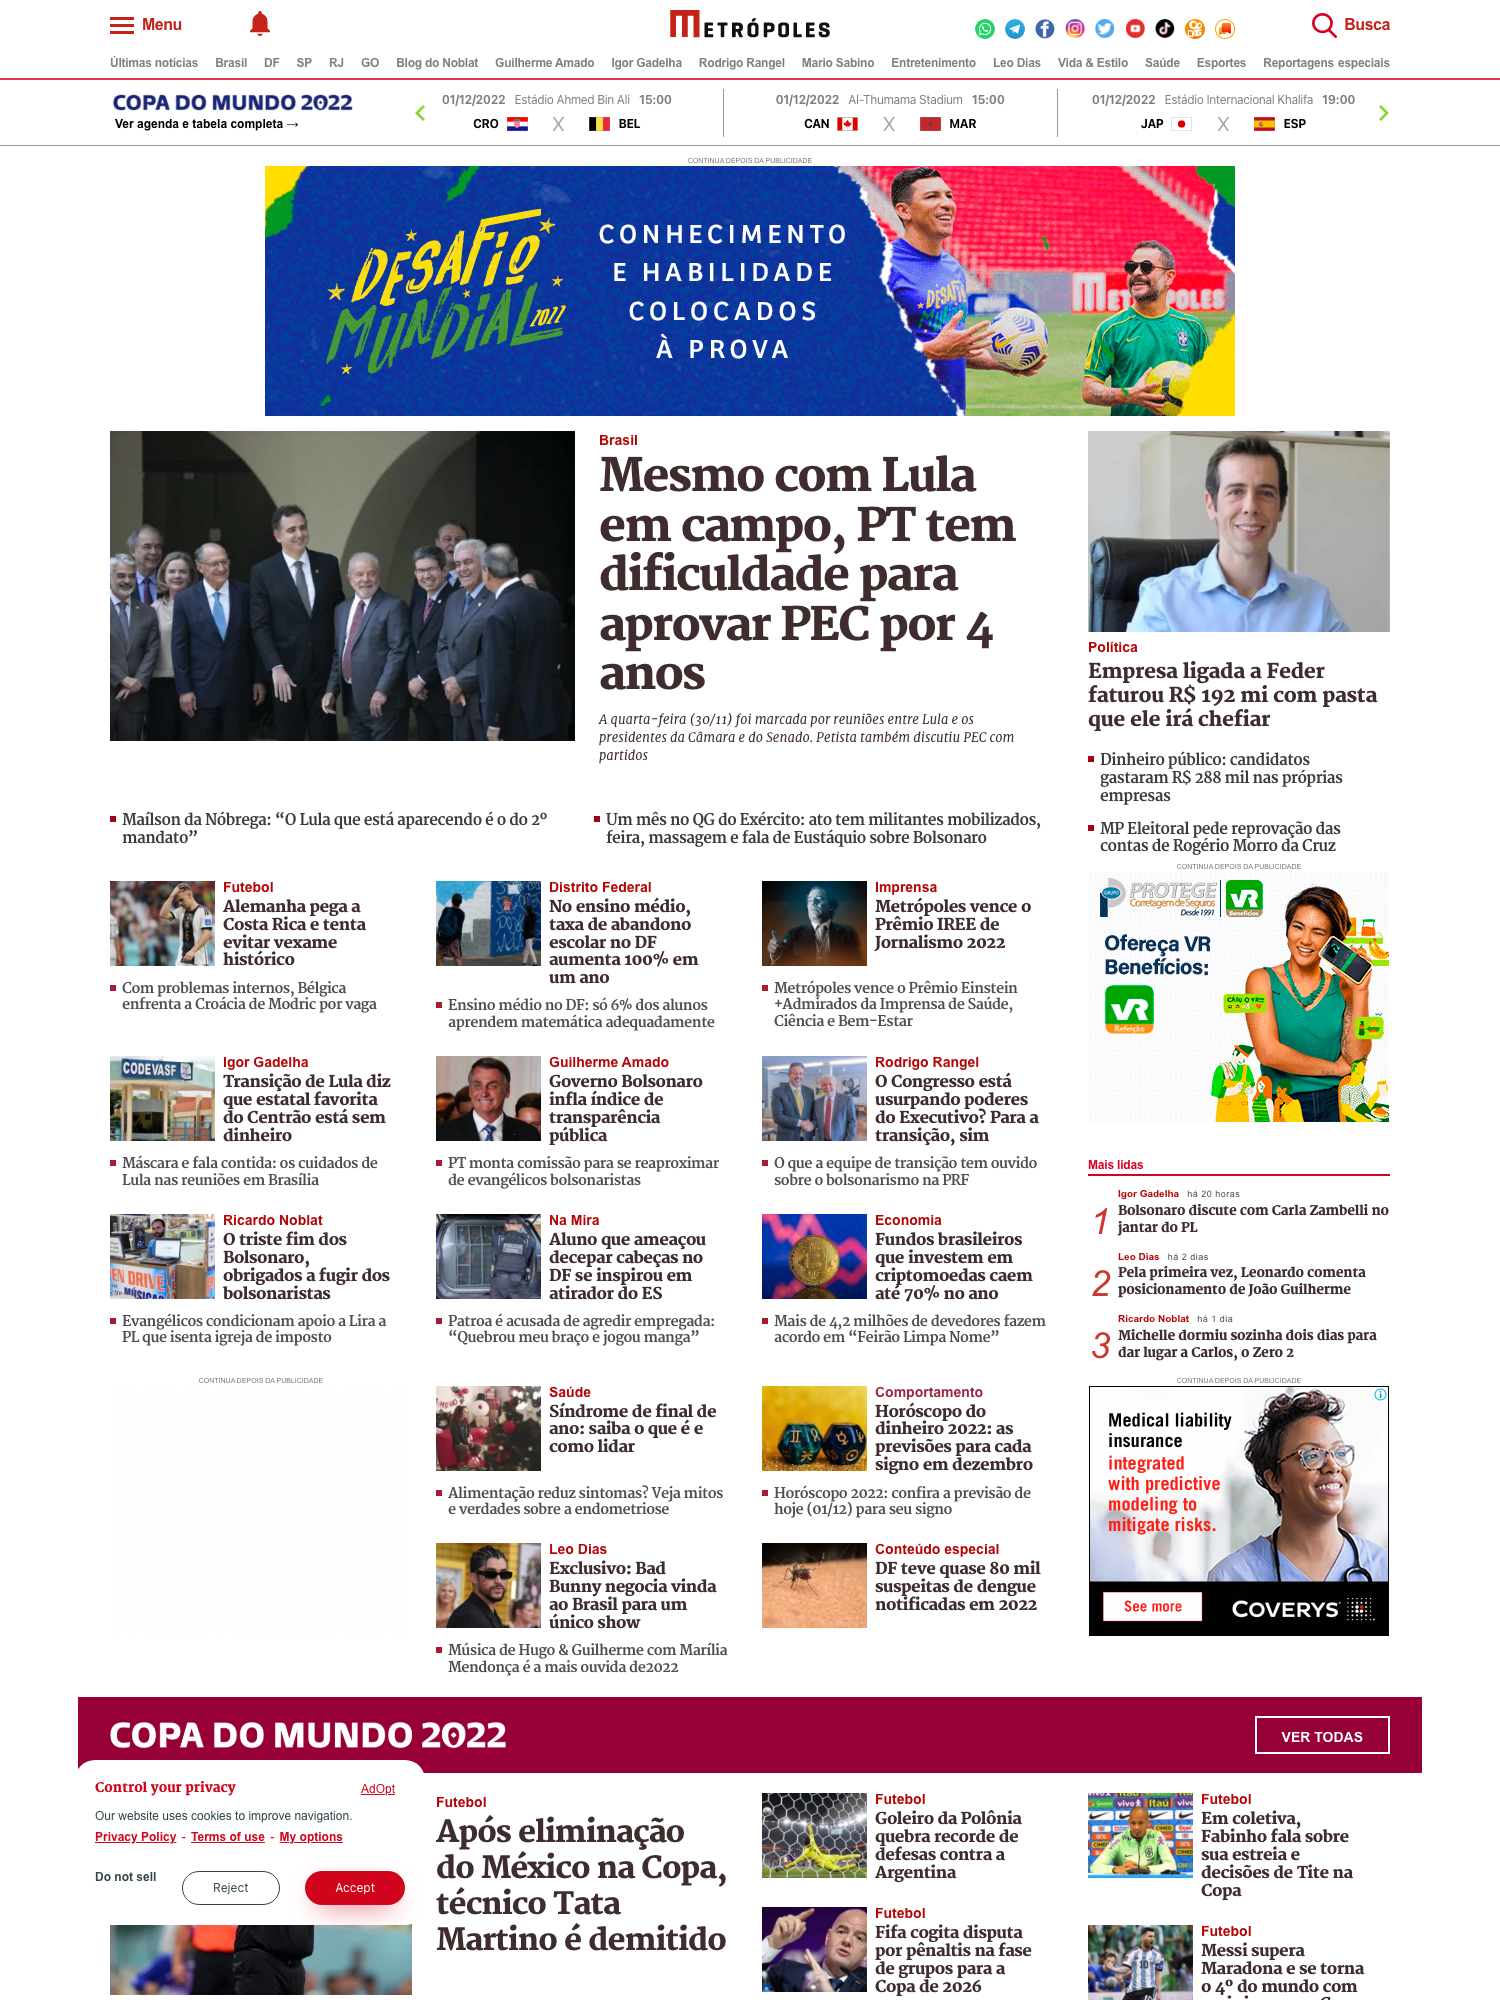 Menu
METRÓPOLES
Busca
Últimas notícias Brasil DF SP RJ GO Blog do Noblat Guilherme Amado Igor Gadelha Rodrigo Rangel Mario Sabino Entretenimento Leo Dias Vida & Estilo Saúde Esportes Reportagens especiais
COPA DO MUNDO 2022
Ver agenda e tabela completa →
01/12/2022 Estádio Ahmed Bin Ali 15:00
CRO X BEL
01/12/2022 Al-Thumama Stadium 15:00
CAN X MAR
01/12/2022 Estádio Internacional Khalifa 19:00
JAP X ESP
CONTINUA DEPOIS DA PUBLICIDADE
DESAFIO
MUNDIAL 2022
CONHECIMENTO
E HABILIDADE
COLOCADOS
À PROVA
DESAFIO
METRÓPOLES
Brasil
Mesmo com Lula
em campo, PT tem
dificuldade para
aprovar PEC por 4
anos
A quarta-feira (30/11) foi marcada por reuniões entre Lula e os
presidentes da Câmara e do Senado. Petista também discutiu PEC com
partidos
Maílson da Nóbrega: “O Lula que está aparecendo é o do 2º
mandato”
Um mês no QG do Exército: ato tem militantes mobilizados,
feira, massagem e fala de Eustáquio sobre Bolsonaro
Política
Empresa ligada a Feder
faturou R$ 192 mi com pasta
que ele irá chefiar
Dinheiro público: candidatos
gastaram R$ 288 mil nas próprias
empresas
MP Eleitoral pede reprovação das
contas de Rogério Morro da Cruz
CONTINUA DEPOIS DA PUBLICIDADE
GRUPO
PROTEGE
Corretagem de Seguros
Desde 1991
VR
Benefícios
Ofereça VR
Benefícios:
VR
Refeição
CAIU O VR!
Futebol
Alemanha pega a
Costa Rica e tenta
evitar vexame
histórico
Com problemas internos, Bélgica
enfrenta a Croácia de Modric por vaga
Distrito Federal
No ensino médio,
taxa de abandono
escolar no DF
aumenta 100% em
um ano
Ensino médio no DF: só 6% dos alunos
aprendem matemática adequadamente
Imprensa
Metrópoles vence o
Prêmio IREE de
Jornalismo 2022
Metrópoles vence o Prêmio Einstein
+Admirados da Imprensa de Saúde,
Ciência e Bem-Estar
CODEVASF
Igor Gadelha
Transição de Lula diz
que estatal favorita
do Centrão está sem
dinheiro
Máscara e fala contida: os cuidados de
Lula nas reuniões em Brasília
Guilherme Amado
Governo Bolsonaro
infla índice de
transparência
pública
PT monta comissão para se reaproximar
de evangélicos bolsonaristas
Rodrigo Rangel
O Congresso está
usurpando poderes
do Executivo? Para a
transição, sim
O que a equipe de transição tem ouvido
sobre o bolsonarismo na PRF
EN DRIVE
MÚSICAS
Ricardo Noblat
O triste fim dos
Bolsonaro,
obrigados a fugir dos
bolsonaristas
Evangélicos condicionam apoio a Lira a
PL que isenta igreja de imposto
Na Mira
Aluno que ameaçou
decepar cabeças no
DF se inspirou em
atirador do ES
Patroa é acusada de agredir empregada:
“Quebrou meu braço e jogou manga”
Economia
Fundos brasileiros
que investem em
criptomoedas caem
até 70% no ano
Mais de 4,2 milhões de devedores fazem
acordo em “Feirão Limpa Nome”
Mais lidas
Igor Gadelha há 20 horas
1 Bolsonaro discute com Carla Zambelli no
jantar do PL
Leo Dias há 2 dias
2 Pela primeira vez, Leonardo comenta
posicionamento de João Guilherme
Ricardo Noblat há 1 dia
3 Michelle dormiu sozinha dois dias para
dar lugar a Carlos, o Zero 2
CONTINUA DEPOIS DA PUBLICIDADE
CONTINUA DEPOIS DA PUBLICIDADE
Saúde
Síndrome de final de
ano: saiba o que é e
como lidar
Alimentação reduz sintomas? Veja mitos
e verdades sobre a endometriose
Comportamento
Horóscopo do
dinheiro 2022: as
previsões para cada
signo em dezembro
Horóscopo 2022: confira a previsão de
hoje (01/12) para seu signo
Medical liability
insurance
integrated
with predictive
modeling to
mitigate risks.
See more
COVERYS
Leo Dias
Exclusivo: Bad
Bunny negocia vinda
ao Brasil para um
único show
Música de Hugo & Guilherme com Marília
Mendonça é a mais ouvida de2022
Conteúdo especial
DF teve quase 80 mil
suspeitas de dengue
notificadas em 2022
COPA DO MUNDO 2022
VER TODAS
Control your privacy
AdOpt
Our website uses cookies to improve navigation.
Privacy Policy - Terms of use - My options
Do not sell
Reject
Accept
Futebol
Após eliminação
do México na Copa,
técnico Tata
Martino é demitido
Futebol
Goleiro da Polônia
quebra recorde de
defesas contra a
Argentina
Futebol
Fifa cogita disputa
por pênaltis na fase
de grupos para a
Copa de 2026
vivo Itaú
Futebol
Em coletiva,
Fabinho fala sobre
sua estreia e
decisões de Tite na
Copa
10
Futebol
Messi supera
Maradona e se torna
o 4º do mundo com